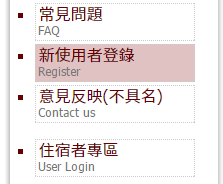 常見問題
FAQ
新使用者登錄
Register
意見反映(不具名)
Contact us
住宿者專區
User Login